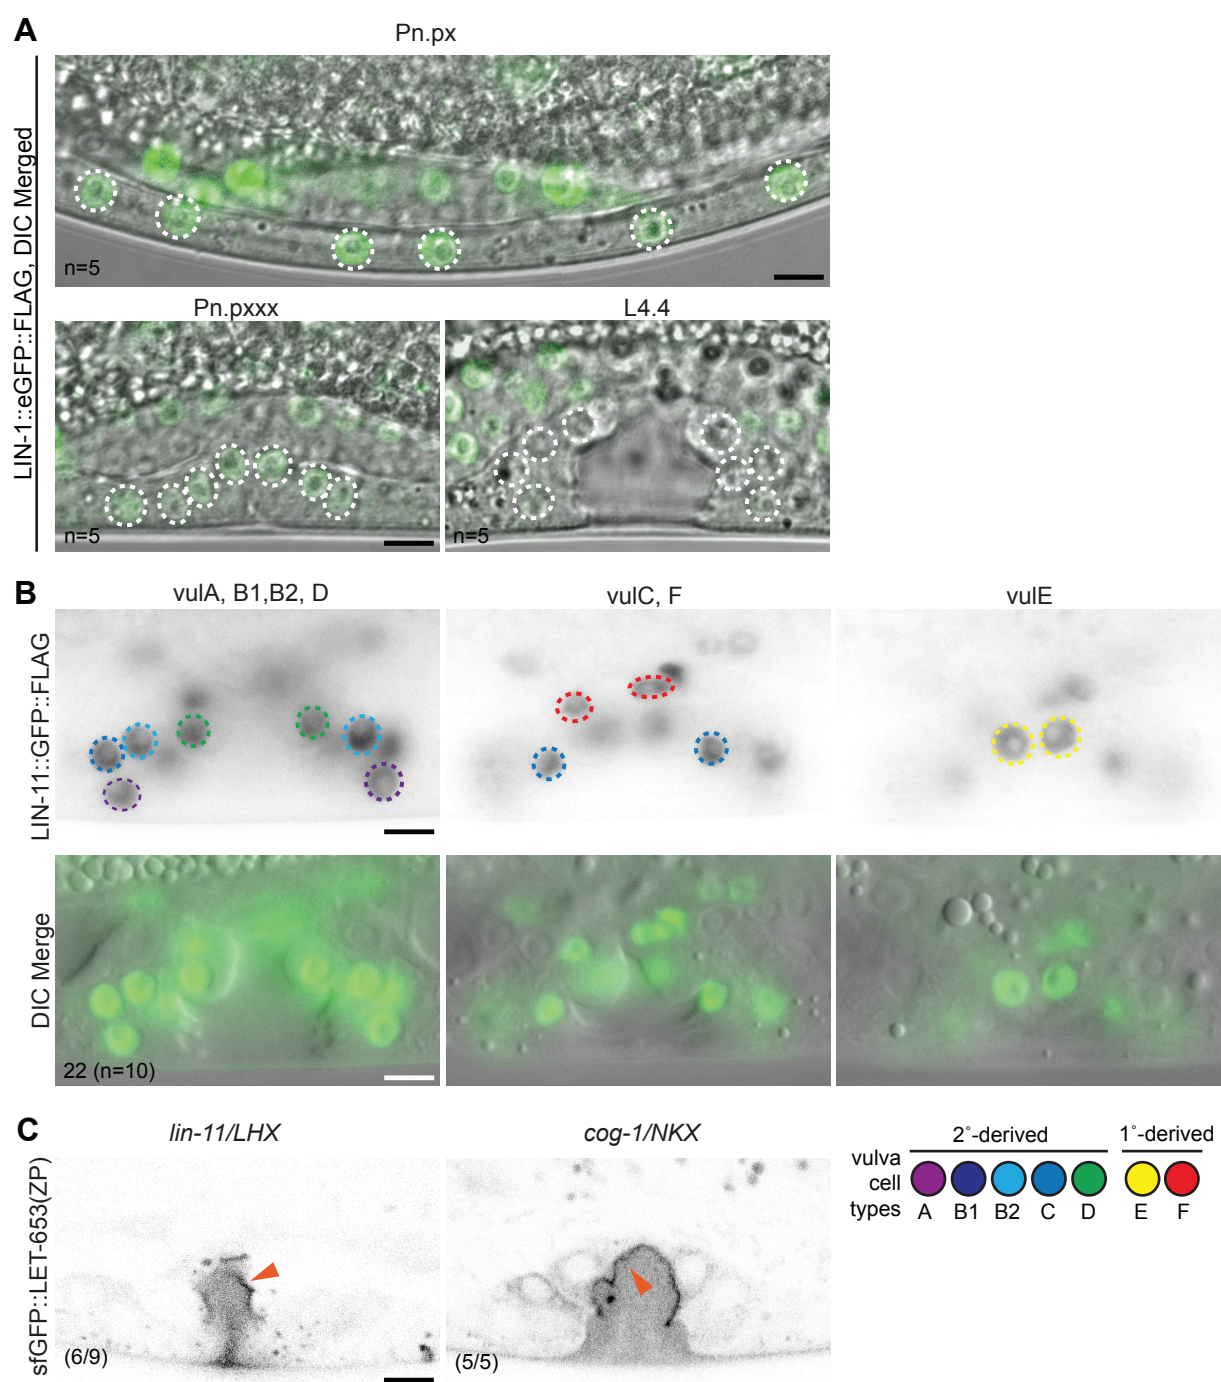 A
Pn.px
LIN-1::eGFP::FLAG, DIC Merged
n=5
Pn.pxxx
L4.4
n=5
n=5
B
vulA, B1,B2, D
vulC, F
vulE
LIN-11::GFP::FLAG
DIC Merge
22 (n=10)
C
lin-11/LHX
cog-1/NKX
sfGFP::LET-653(ZP)
(6/9)
(5/5)
2˚-derived
1˚-derived
vulva
cell
types
A B1 B2 C D E F